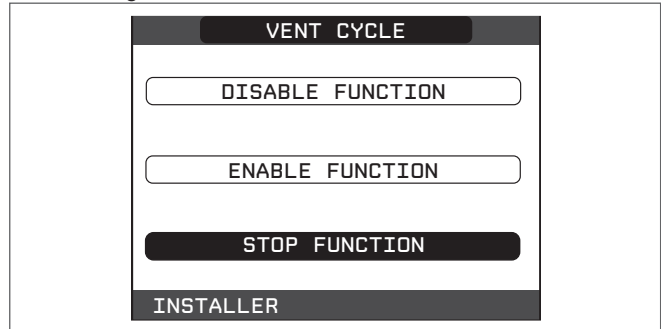 VENT CYCLE
DISABLE FUNCTION
ENABLE FUNCTION
STOP FUNCTION
INSTALLER